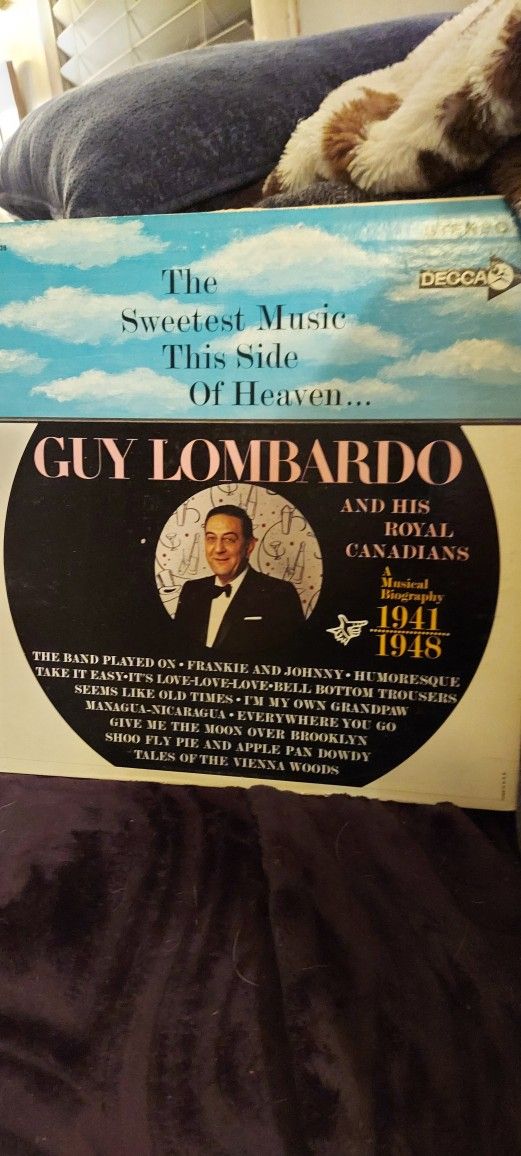 STEREO
DECCA
The
Sweetest Music
This Side
Of Heaven...
GUY LOMBARDO
AND HIS
ROYAL
CANADIANS
A
Musical
Biography
1941
1948
THE BAND PLAYED ON • FRANKIE AND JOHNNY • HUMORESQUE
TAKE IT EASY • IT'S LOVE-LOVE-LOVE • BELL BOTTOM TROUSERS
SEEMS LIKE OLD TIMES • I'M MY OWN GRANDPAW
MANAGUA-NICARAGUA • EVERYWHERE YOU GO
GIVE ME THE MOON OVER BROOKLYN
SHOO FLY PIE AND APPLE PAN DOWDY
TALES OF THE VIENNA WOODS